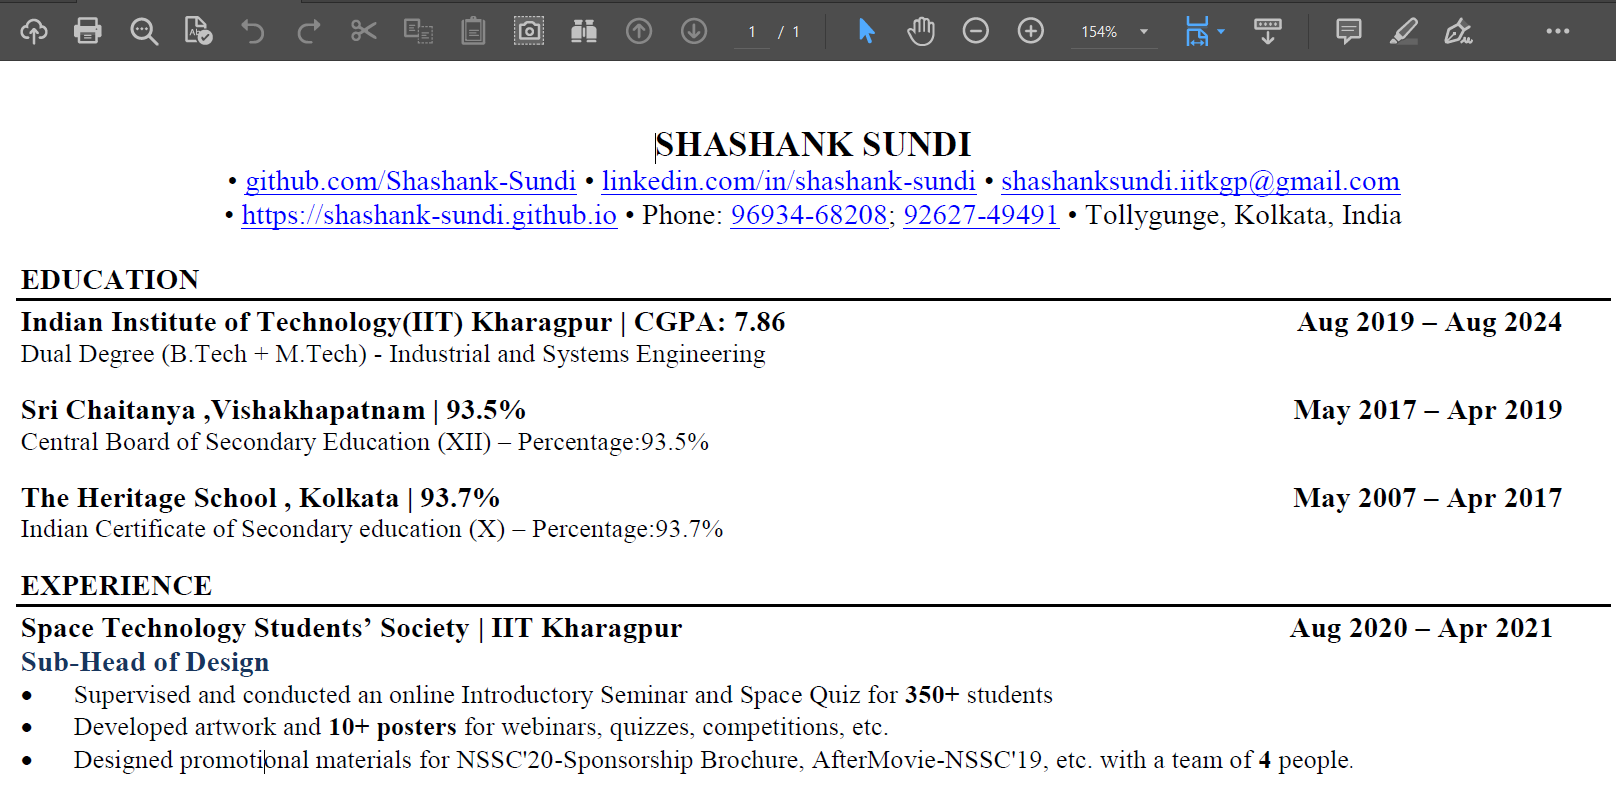 1 / 1 154%
SHASHANK SUNDI
• github.com/Shashank-Sundi • linkedin.com/in/shashank-sundi • shashanksundi.iitkgp@gmail.com
• https://shashank-sundi.github.io • Phone: 96934-68208; 92627-49491 • Tollygunge, Kolkata, India
EDUCATION
Indian Institute of Technology(IIT) Kharagpur | CGPA: 7.86 Aug 2019 – Aug 2024
Dual Degree (B.Tech + M.Tech) - Industrial and Systems Engineering
Sri Chaitanya ,Vishakhapatnam | 93.5% May 2017 – Apr 2019
Central Board of Secondary Education (XII) – Percentage:93.5%
The Heritage School , Kolkata | 93.7% May 2007 – Apr 2017
Indian Certificate of Secondary education (X) – Percentage:93.7%
EXPERIENCE
Space Technology Students’ Society | IIT Kharagpur Aug 2020 – Apr 2021
Sub-Head of Design
• Supervised and conducted an online Introductory Seminar and Space Quiz for 350+ students
• Developed artwork and 10+ posters for webinars, quizzes, competitions, etc.
• Designed promotional materials for NSSC'20-Sponsorship Brochure, AfterMovie-NSSC'19, etc. with a team of 4 people.